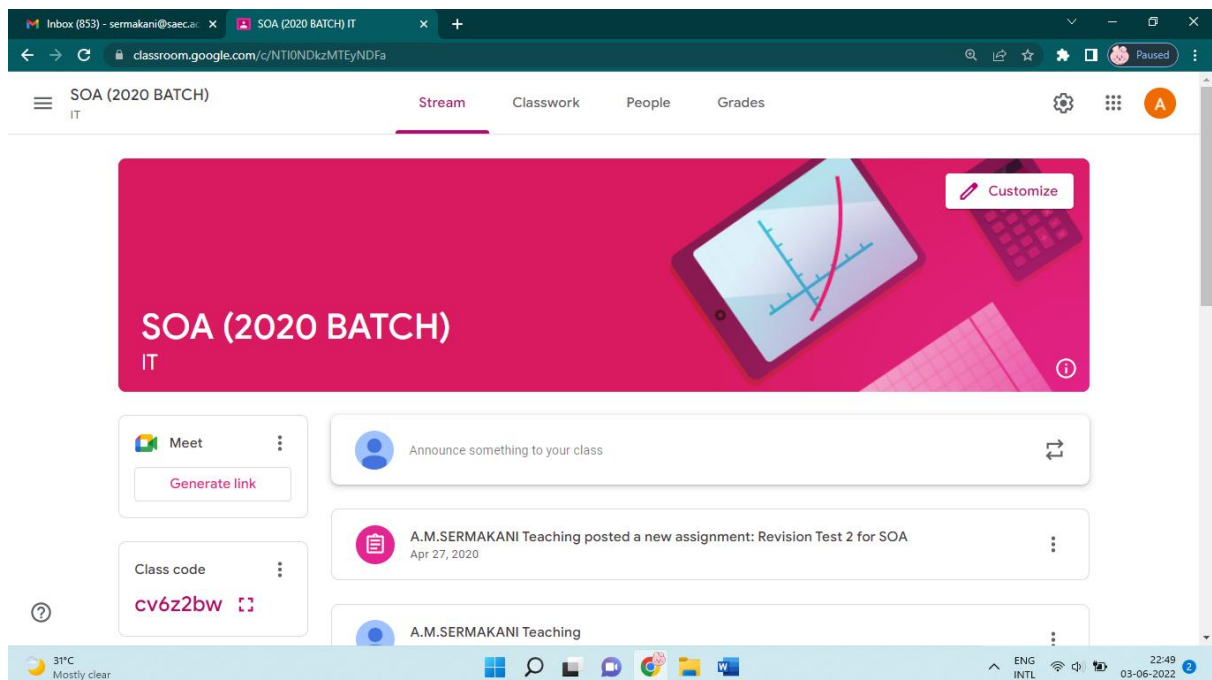 Inbox (853) - sermakani@saec.ac
SOA (2020 BATCH) IT
classroom.google.com/c/NTI0NDkzMTEyNDFa
Paused
SOA (2020 BATCH)
IT
Stream Classwork People Grades
A
Customize
SOA (2020 BATCH)
IT
Meet
Generate link
Announce something to your class
A.M.SERMAKANI Teaching posted a new assignment: Revision Test 2 for SOA
Apr 27, 2020
Class code
cv6z2bw
A.M.SERMAKANI Teaching
31°C
Mostly clear
ENG
INTL
22:49
03-06-2022
2